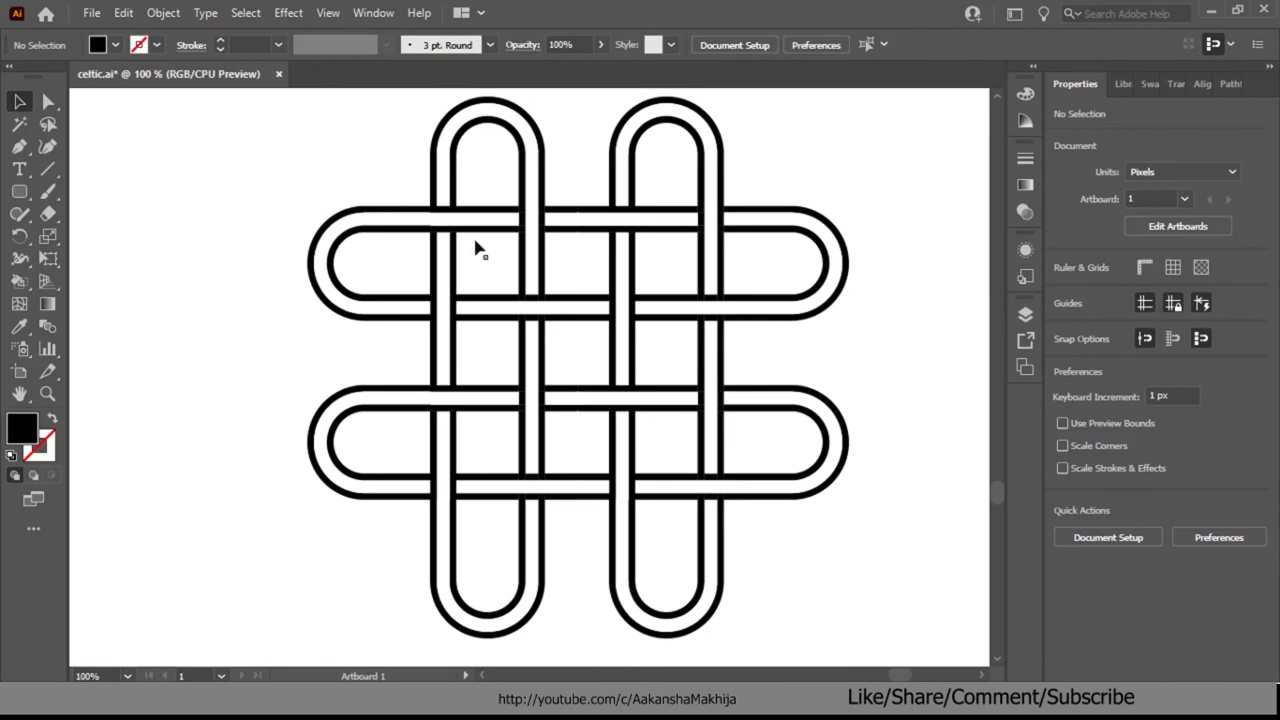 Ai File Edit Object Type Select Effect View Window Help Search Adobe Help
No Selection Stroke: 3 pt. Round Opacity: 100% Style: Document Setup Preferences
celtic.ai* @ 100 % (RGB/CPU Preview) ×
Properties Libr Swa Tra Alig Path
No Selection
Document
Units: Pixels
Artboard: 1
Edit Artboards
Ruler & Grids
Guides
Snap Options
Preferences
Keyboard Increment: 1 px
Use Preview Bounds
Scale Corners
Scale Strokes & Effects
Quick Actions
Document Setup Preferences
100% 1 Artboard 1
http://youtube.com/c/AakanshaMakhija Like/Share/Comment/Subscribe